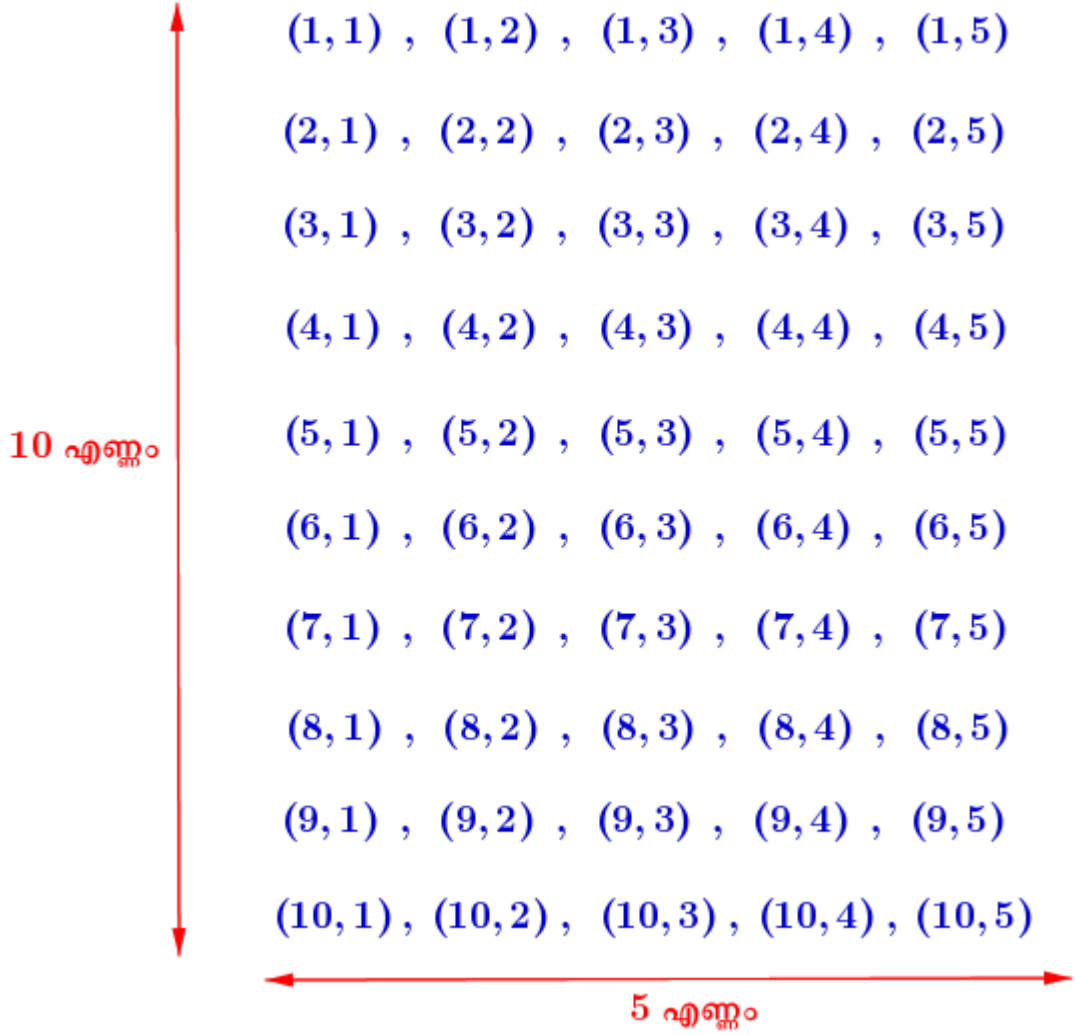 (1, 1) , (1, 2) , (1, 3) , (1, 4) , (1, 5)
(2, 1) , (2, 2) , (2, 3) , (2, 4) , (2, 5)
(3, 1) , (3, 2) , (3, 3) , (3, 4) , (3, 5)
(4, 1) , (4, 2) , (4, 3) , (4, 4) , (4, 5)
10 എണ്ണം
(5, 1) , (5, 2) , (5, 3) , (5, 4) , (5, 5)
(6, 1) , (6, 2) , (6, 3) , (6, 4) , (6, 5)
(7, 1) , (7, 2) , (7, 3) , (7, 4) , (7, 5)
(8, 1) , (8, 2) , (8, 3) , (8, 4) , (8, 5)
(9, 1) , (9, 2) , (9, 3) , (9, 4) , (9, 5)
(10, 1) , (10, 2) , (10, 3) , (10, 4) , (10, 5)
5 എണ്ണം